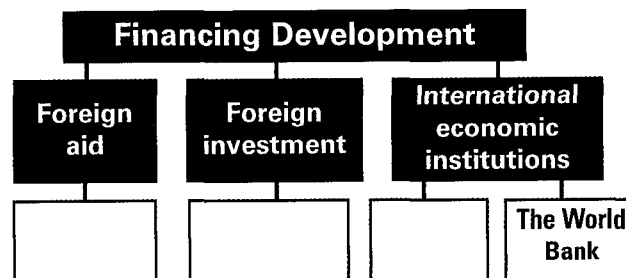 Financing Development
Foreign
aid
Foreign
investment
International
economic
institutions
The World
Bank